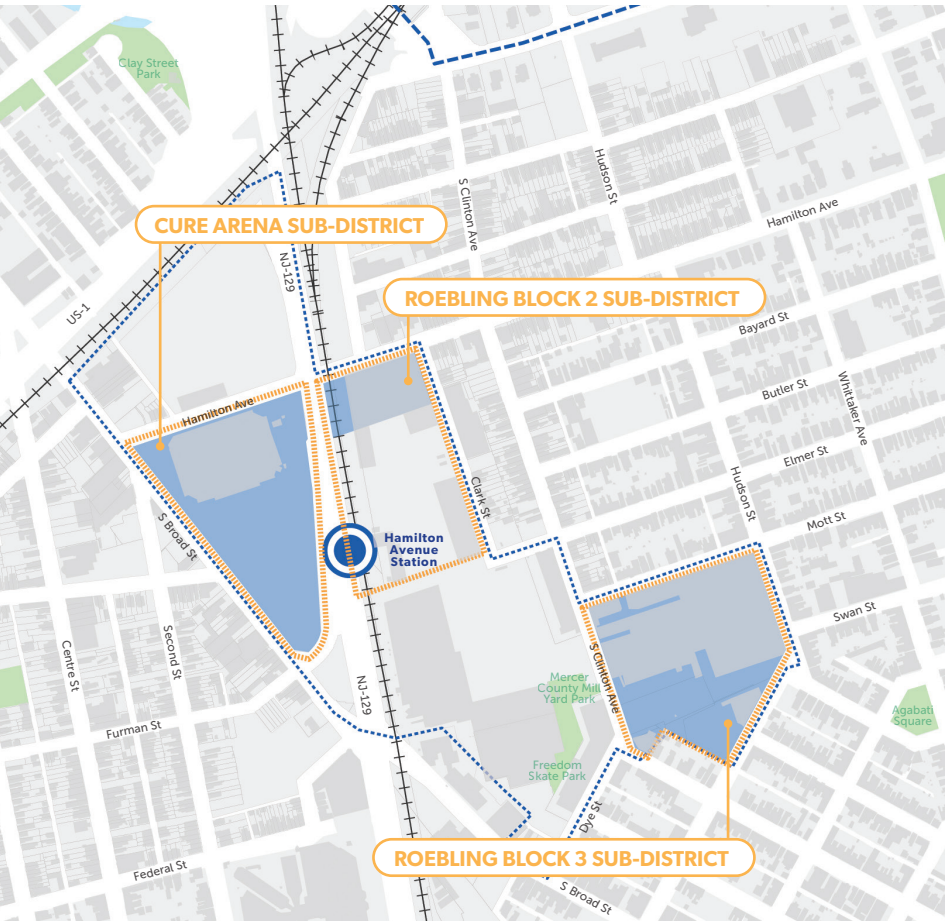 Clay Street
Park
S Clinton Ave
Hudson St
Hamilton Ave
CURE ARENA SUB-DISTRICT
NJ-129
ROEBLING BLOCK 2 SUB-DISTRICT
US-1
Bayard St
Butler St
Whittaker Ave
Hamilton Ave
Elmer St
Hudson St
Clark St
Mott St
S Broad St
Hamilton
Avenue
Station
Swan St
Centre St
Second St
S Clinton Ave
NJ-129
Mercer
County Mill
Yard Park
Agabati
Square
Furman St
Freedom
Skate Park
Dye St
ROEBLING BLOCK 3 SUB-DISTRICT
Federal St
S Broad St